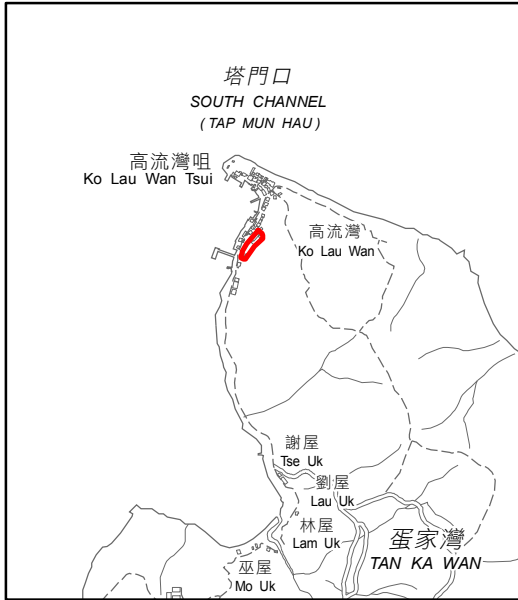 塔門口
SOUTH CHANNEL
(TAP MUN HAU)
高流灣咀
Ko Lau Wan Tsui
高流灣
Ko Lau Wan
謝屋
Tse Uk
劉屋
Lau Uk
林屋
Lam Uk
蛋家灣
TAN KA WAN
巫屋
Mo Uk